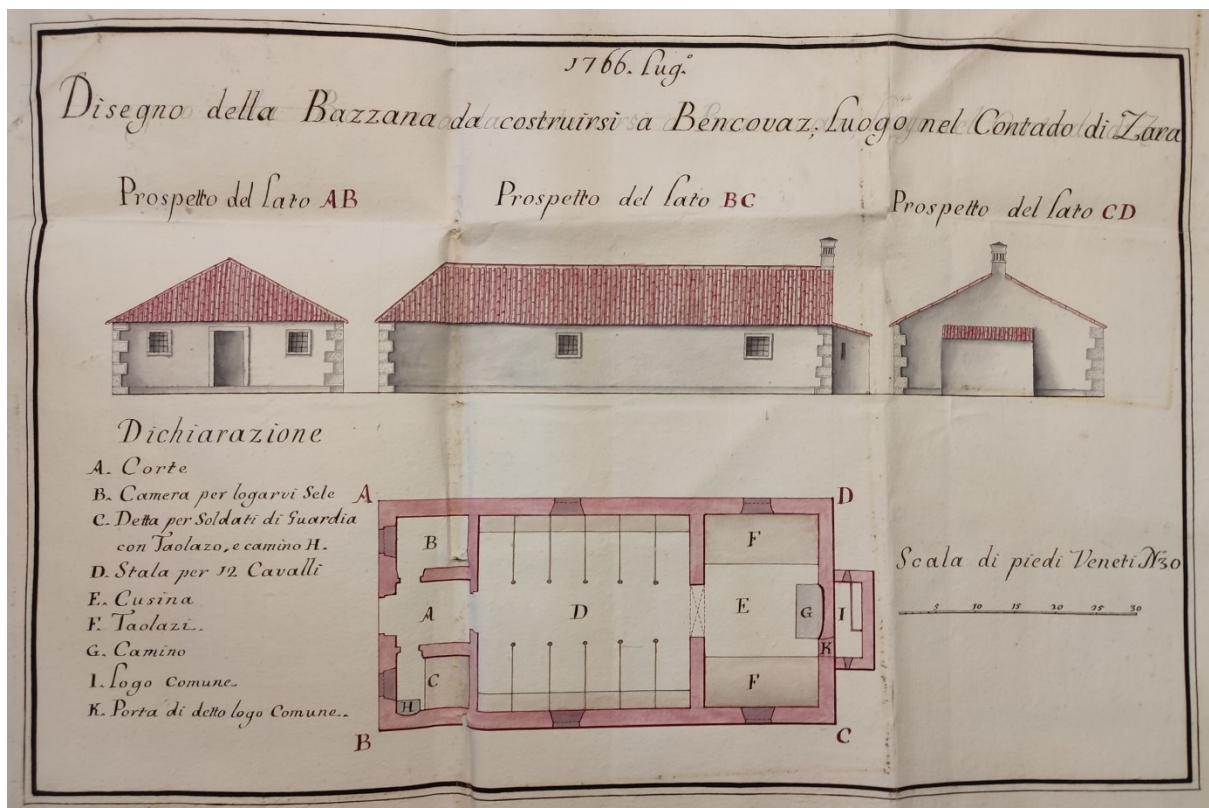 1766. Lug.º
Disegno della Bazzana da costruirsi a Bencovaz, Luogo nel Contado di Zara
Prospetto del lato AB
Prospetto del lato BC
Prospetto del lato CD
Dichiarazione
A. Corte
B. Camera per logarvi Sele
C. Detta per Soldati di Guardia
con Taolazo, e camino H.
D. Stala per 12 Cavalli
E. Cusina
F. Taolazi.
G. Camino
I. Logo Comune
K. Porta di detto logo Comune..
A
D
B
F
A
D
E
G
I
K
C
F
H
B
C
Scala di piedi Veneti N30
5 10 15 20 25 30